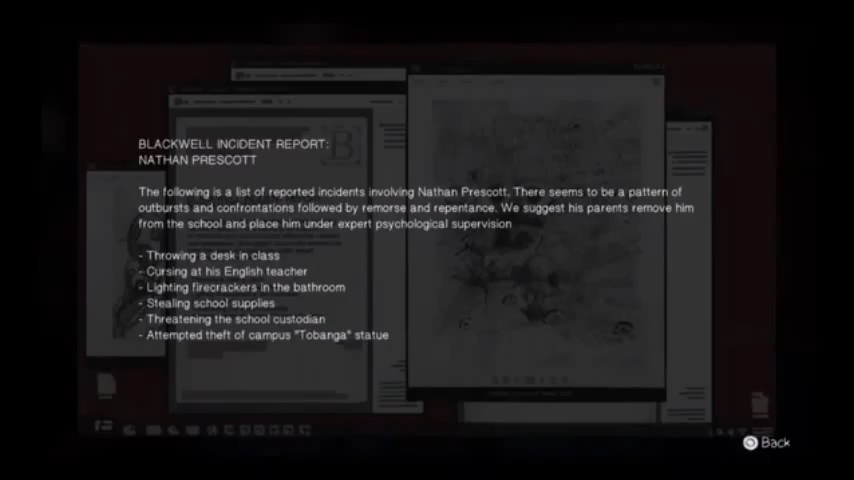 BLACKWELL INCIDENT REPORT:
NATHAN PRESCOTT
The following is a list of reported incidents involving Nathan Prescott. There seems to be a pattern of
outbursts and confrontations followed by remorse and repentance. We suggest his parents remove him
from the school and place him under expert psychological supervision
- Throwing a desk in class
- Cursing at his English teacher
- Lighting firecrackers in the bathroom
- Stealing school supplies
- Threatening the school custodian
- Attempted theft of campus "Tobanga" statue
Back